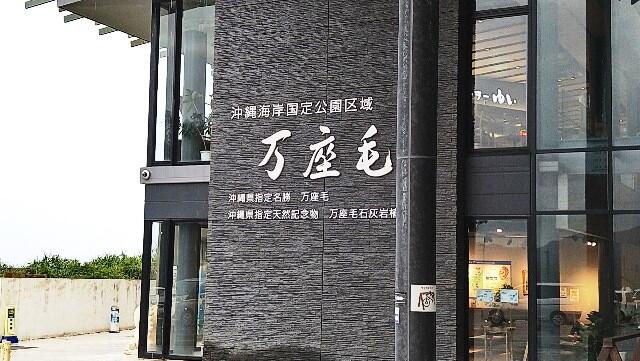 沖縄海岸国定公園区域
万座毛
沖縄県指定名勝　万座毛
沖縄県指定天然記念物　万座毛石灰岩植